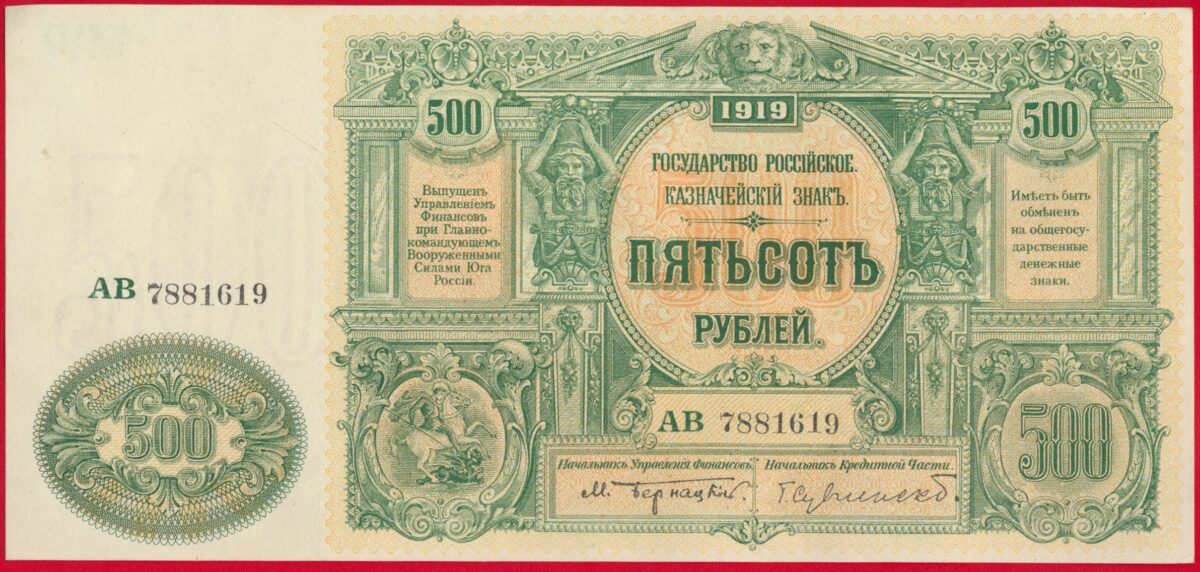 500
1919
500
ГОСУДАРСТВО РОССІЙСКОЕ.
КАЗНАЧЕЙСКІЙ ЗНАКЪ.
ПЯТЬСОТЪ
РУБЛЕЙ.
Выпущенъ
Управленіемъ
Финансовъ
при Главно-
командующемъ
Вооруженными
Силами Юга
Россіи.
Имѣетъ быть
обмѣненъ
на общегосу-
дарственные
денежные
знаки.
АВ 7881619
500
АВ 7881619
500
Начальникъ Управленія Финансовъ.
Начальникъ Кредитной Части.
М. Бернацкій.